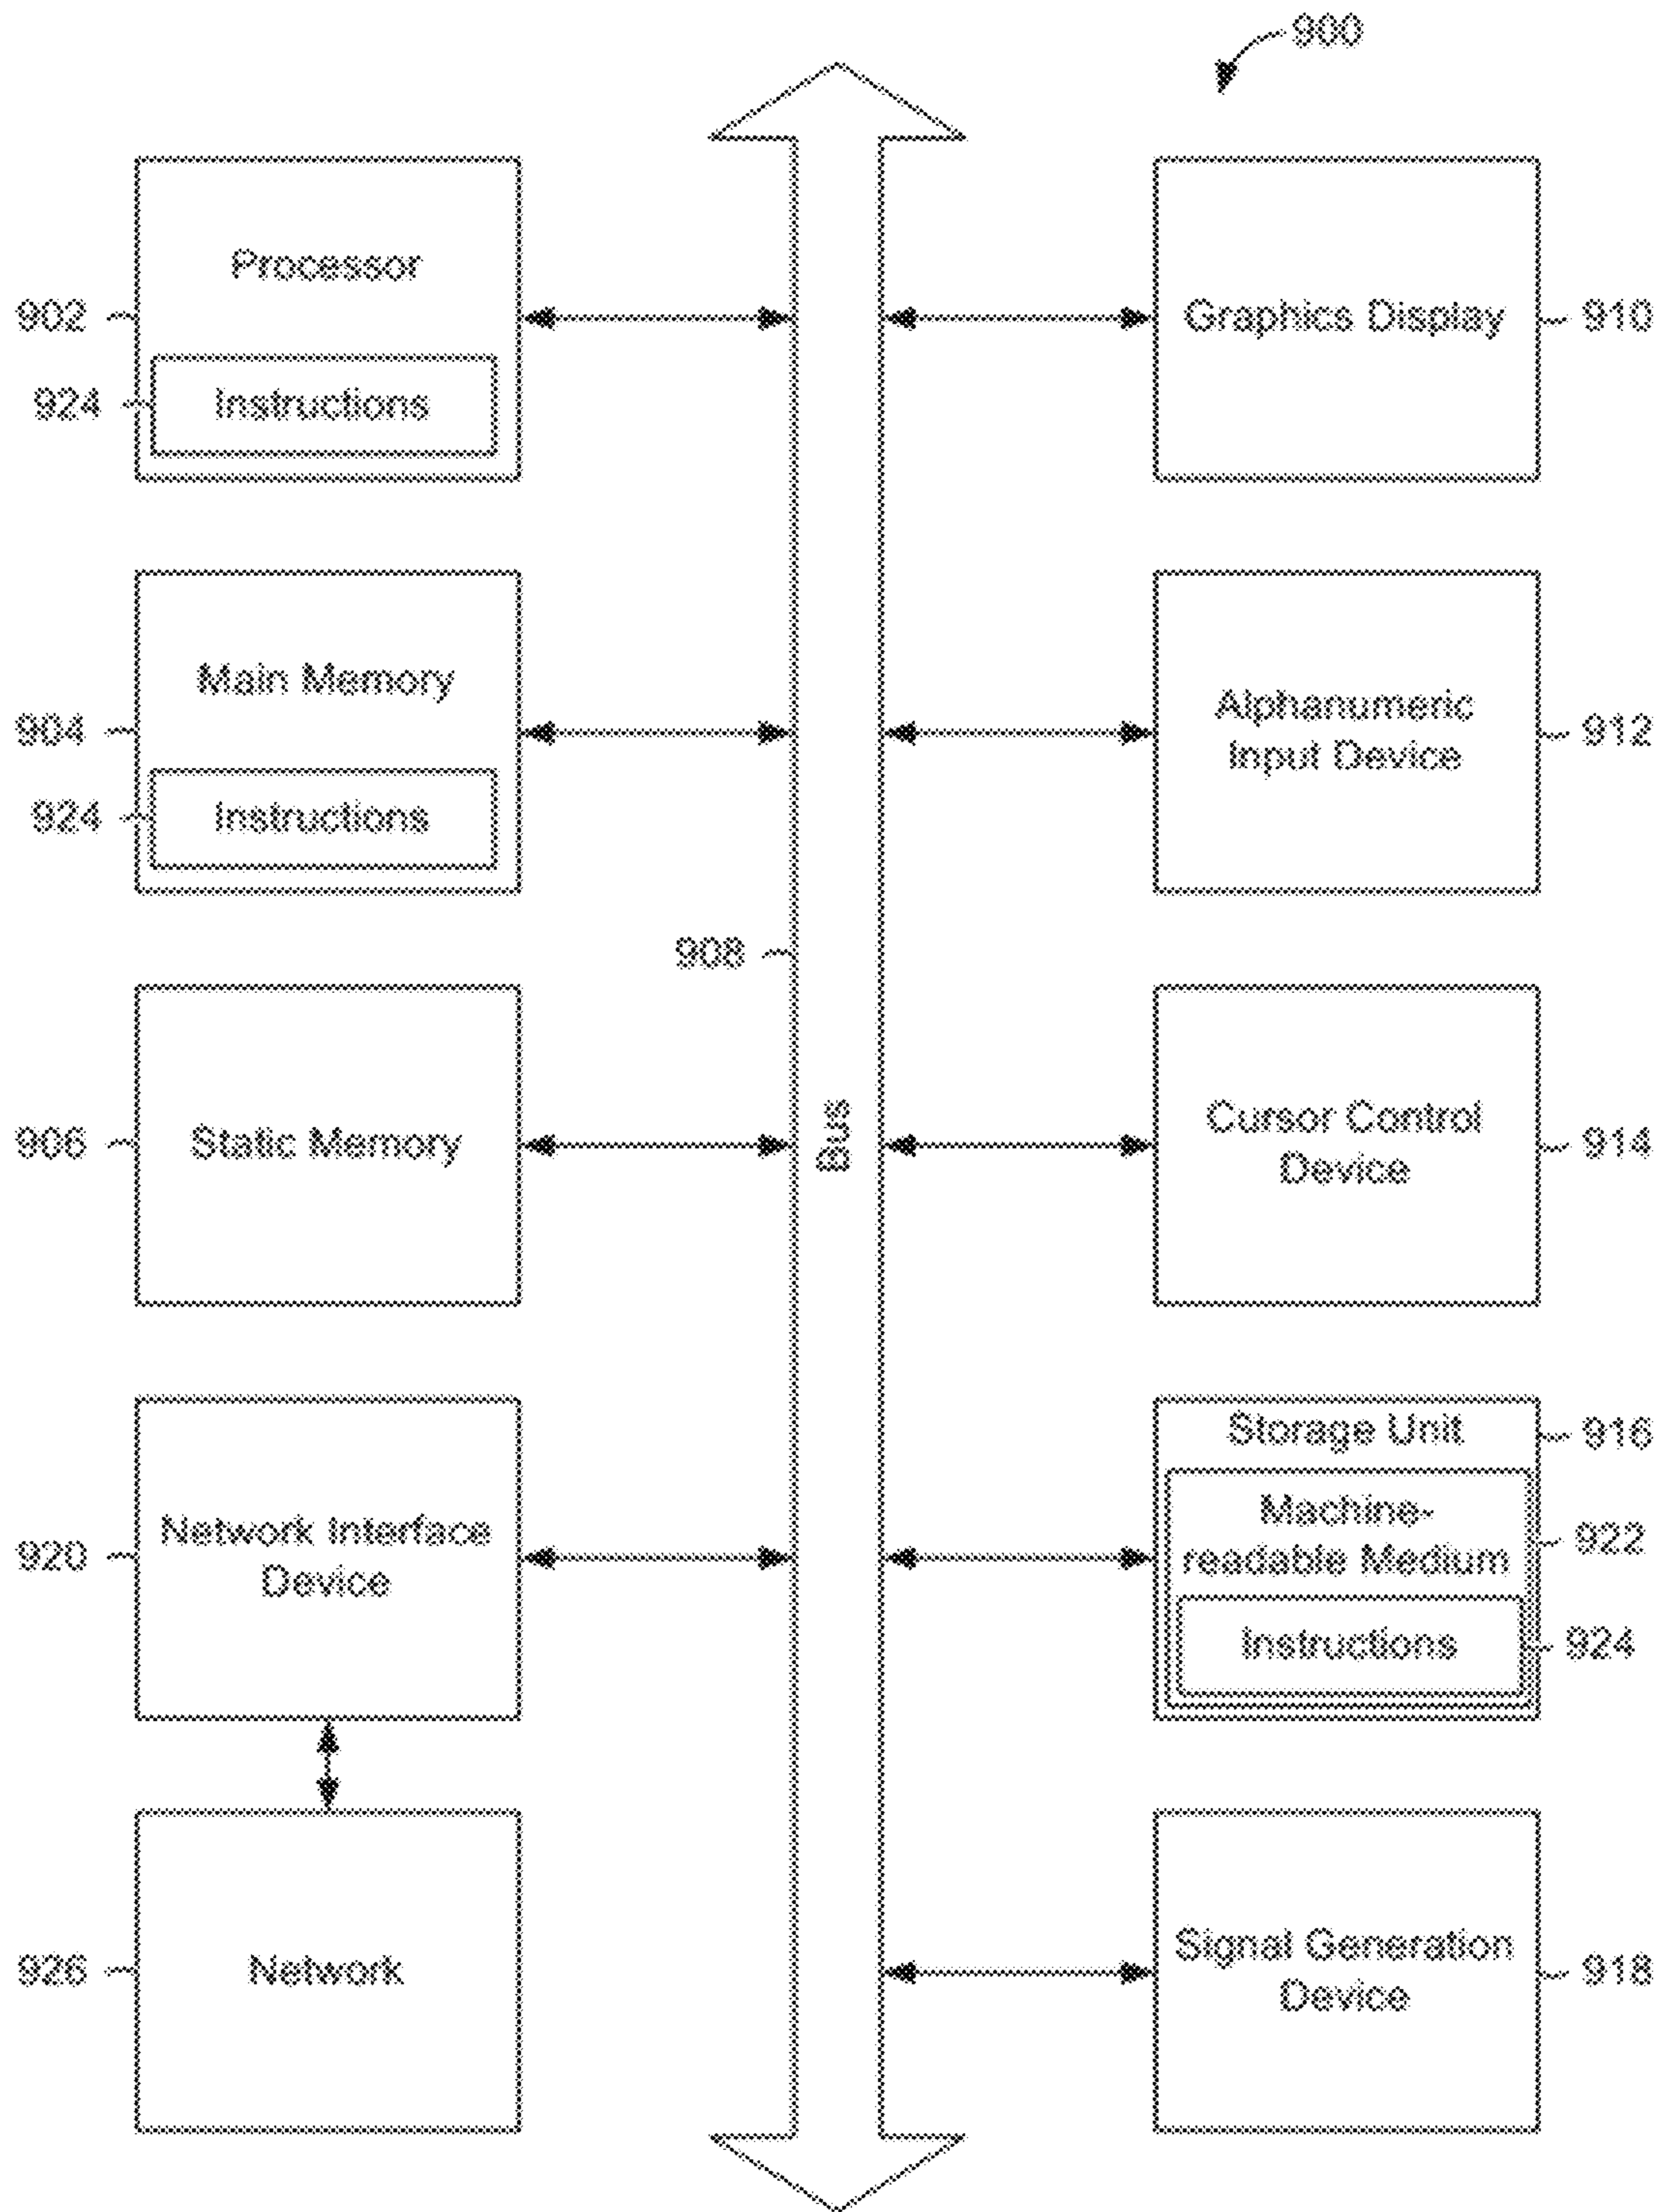 900
Processor
902
924
Instructions
Graphics Display
910
Main Memory
904
924
Instructions
Alphanumeric
Input Device
912
908
Bus
Static Memory
906
Cursor Control
Device
914
Network Interface
Device
920
Storage Unit
916
Machine-
readable Medium
922
Instructions
924
Network
926
Signal Generation
Device
918